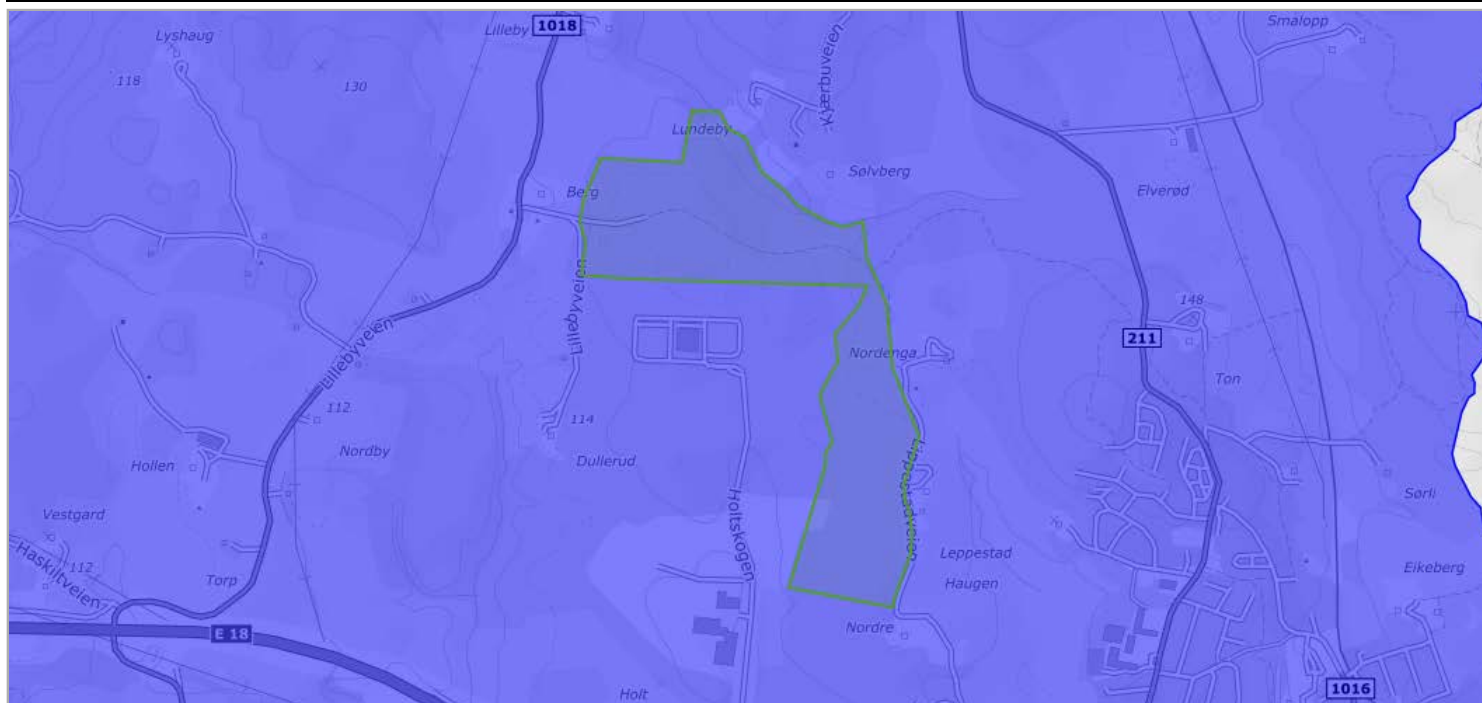 Smalopp
Lilleby
1018
Lyshaug
118
130
Kjærbuveien
Lundeby
Sølvberg
Berg
Elverød
Lillebyveien
148
211
Lillebyveien
Nordenga
Ton
112
114
Nordby
Hollen
Dullerud
Leppestadveien
Sørli
Holtskogen
Vestgard
Haskiltveien
112
Torp
Leppestad
Haugen
Eikeberg
E 18
Nordre
Holt
1016